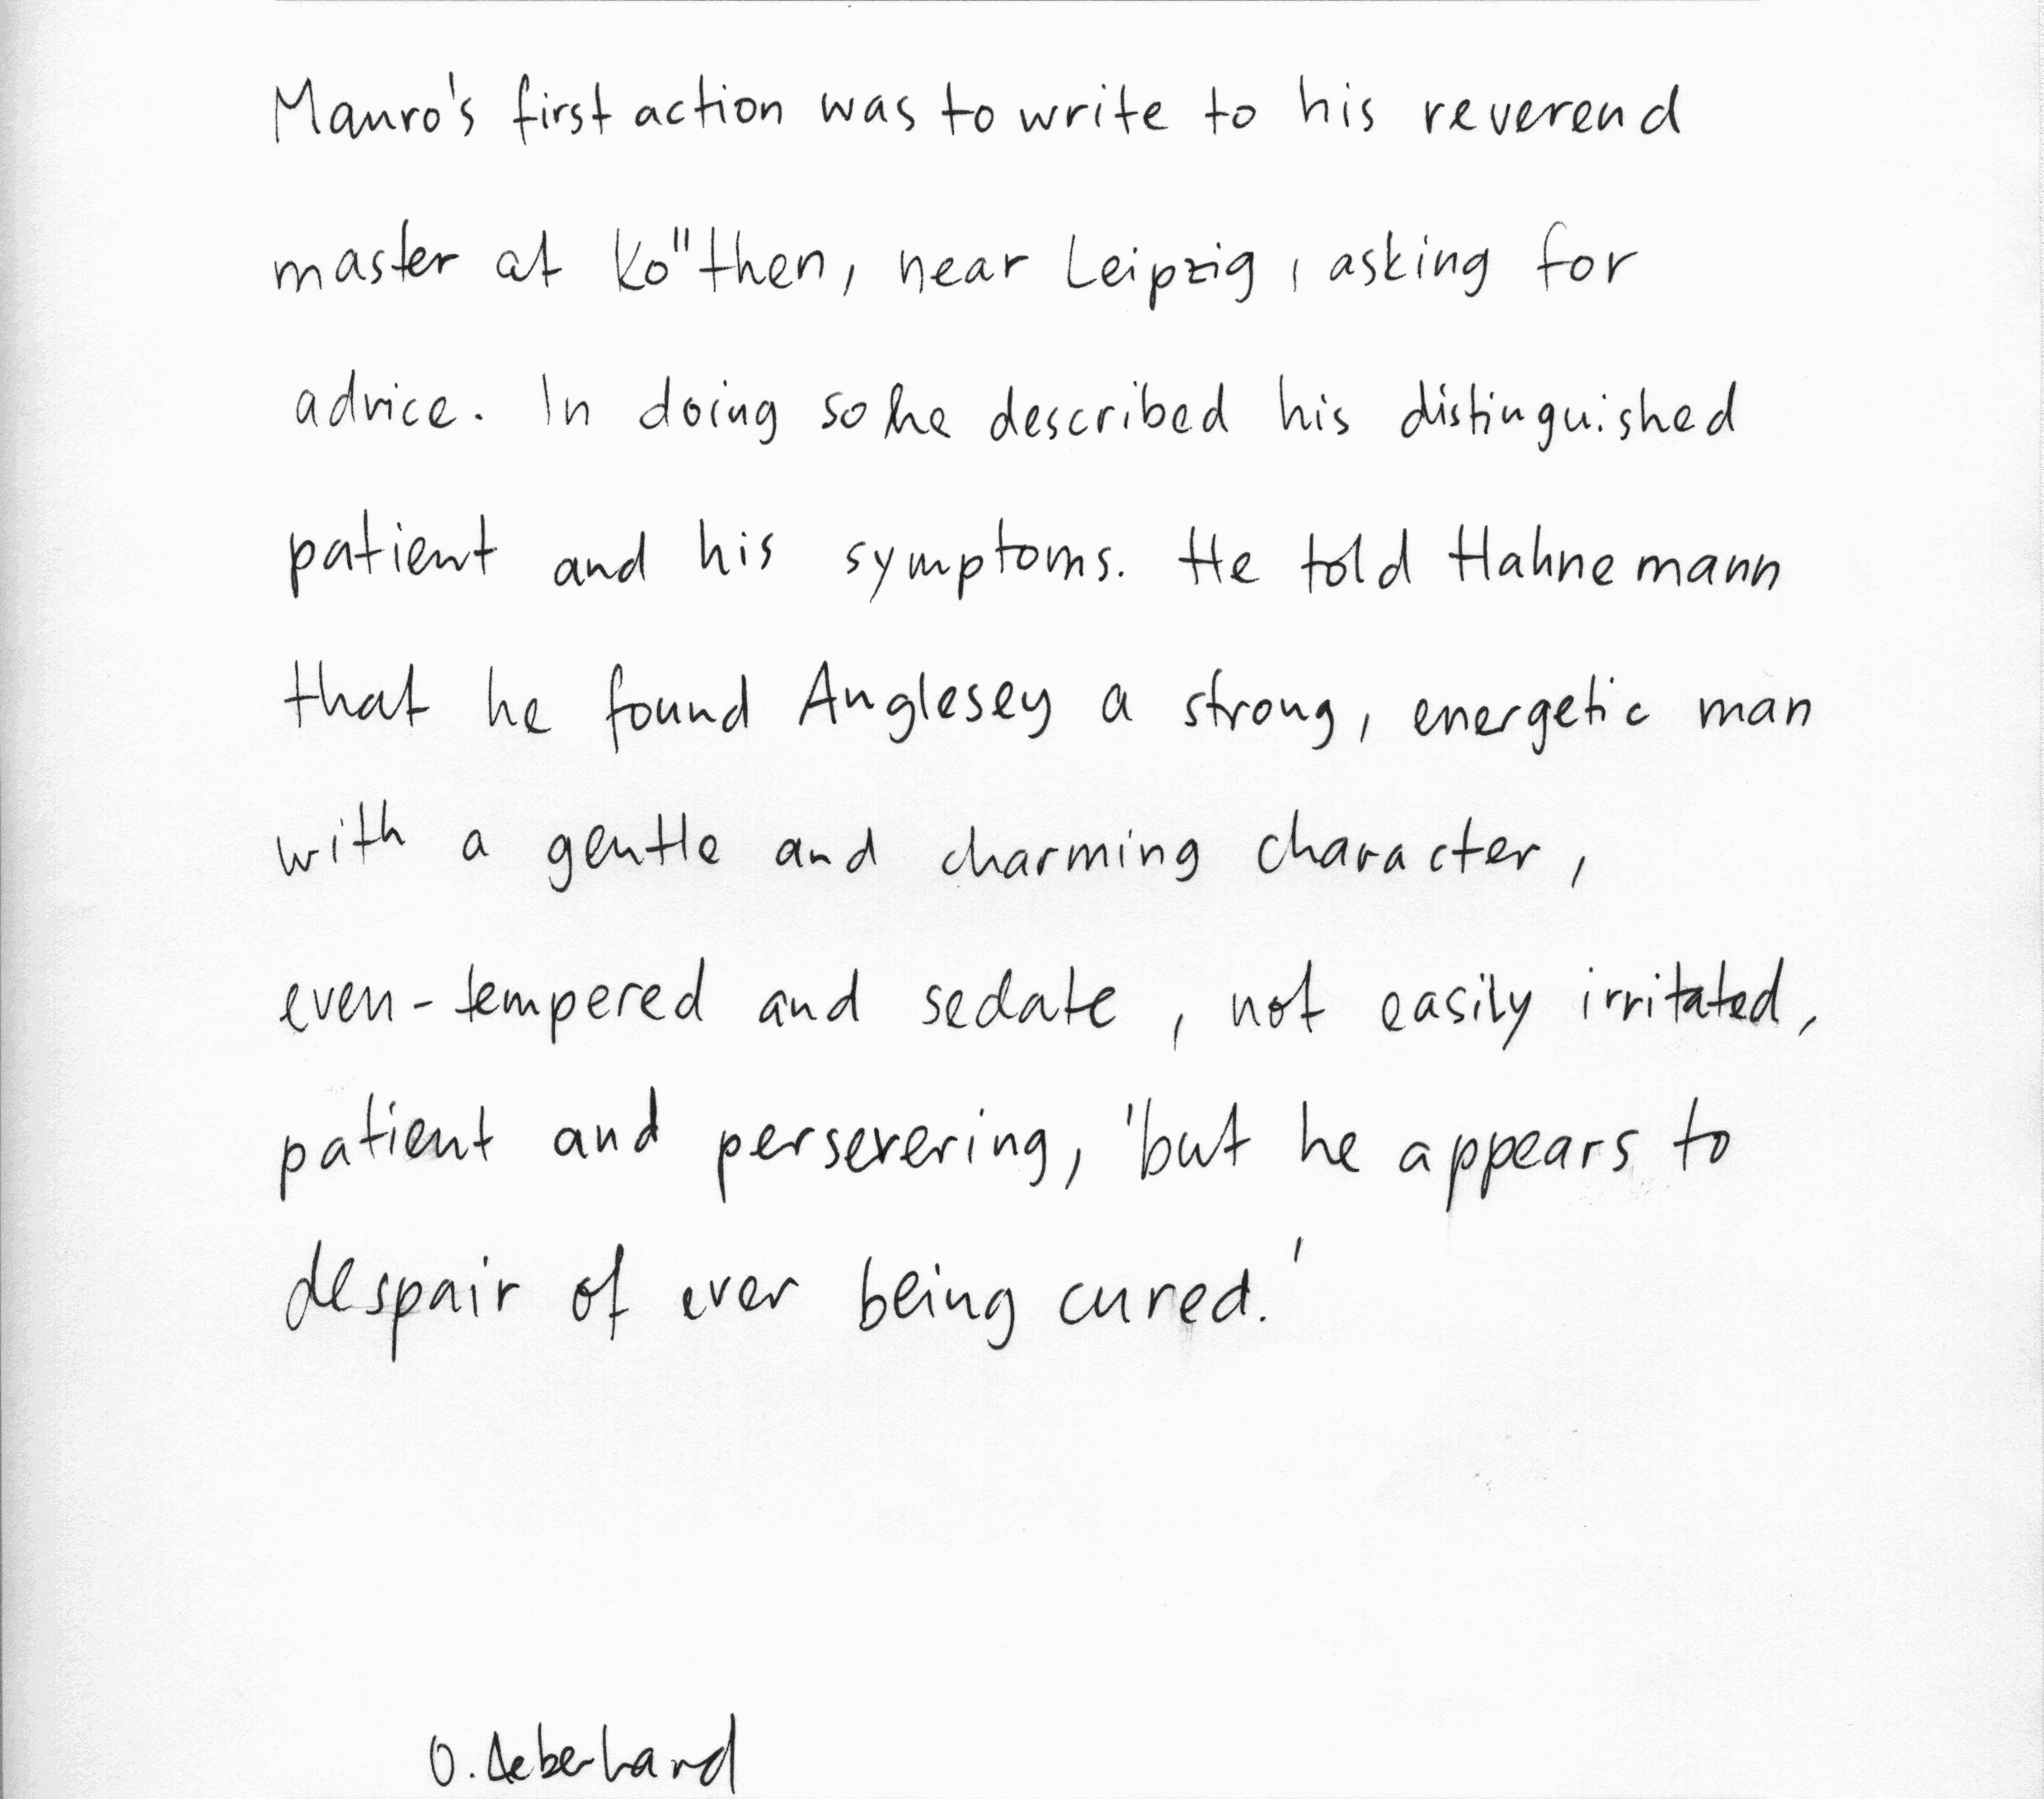 Mauro's first action was to write to his reverend
master at Ko"then, near Leipzig, asking for
advice. In doing so he described his distinguished
patient and his symptoms. He told Hahnemann
that he found Anglesey a strong, energetic man
with a gentle and charming character,
even-tempered and sedate, not easily irritated,
patient and persevering, 'but he appears to
despair of ever being cured.'
O. Aeberhard